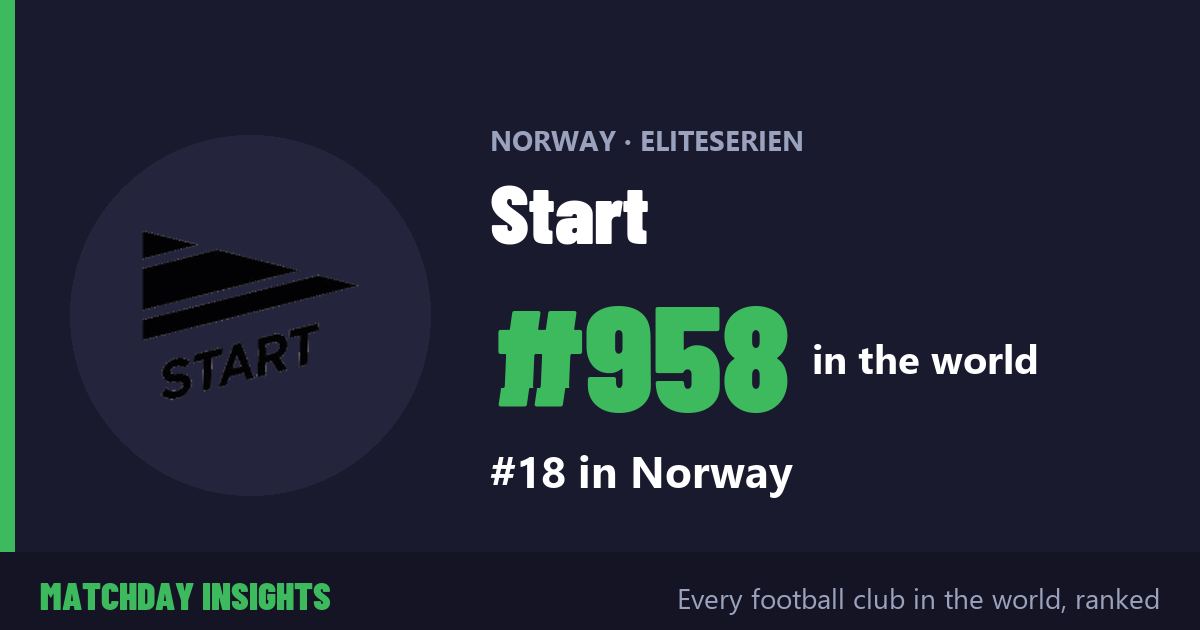 NORWAY · ELITESERIEN
Start
#958 in the world
START
#18 in Norway
MATCHDAY INSIGHTS
Every football club in the world, ranked